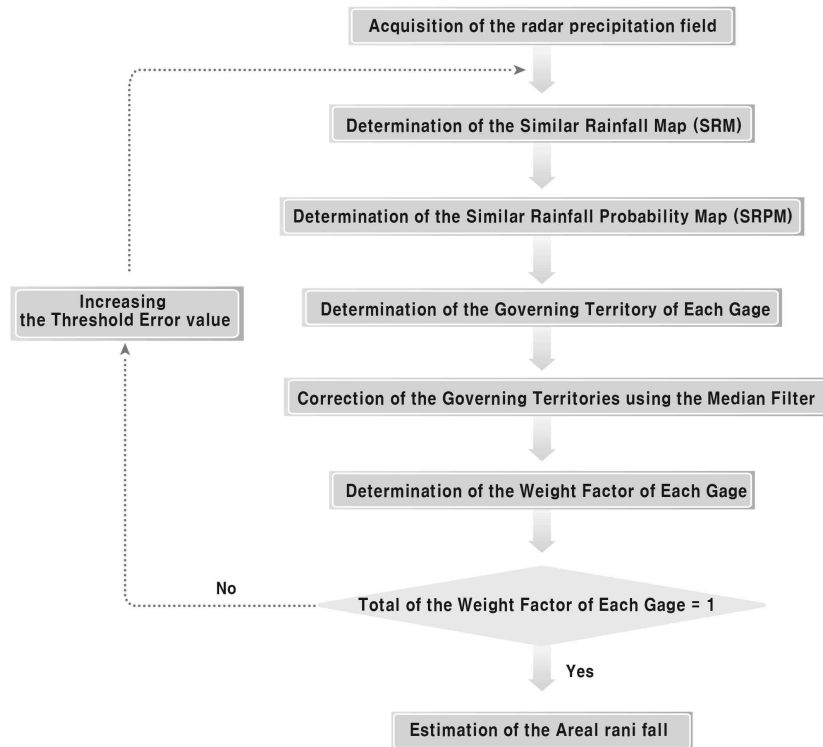 Acquisition of the radar precipitation field
Determination of the Similar Rainfall Map (SRM)
Determination of the Similar Rainfall Probability Map (SRPM)
Increasing
the Threshold Error value
Determination of the Governing Territory of Each Gage
Correction of the Governing Territories using the Median Filter
Determination of the Weight Factor of Each Gage
No
Total of the Weight Factor of Each Gage = 1
Yes
Estimation of the Areal rani fall